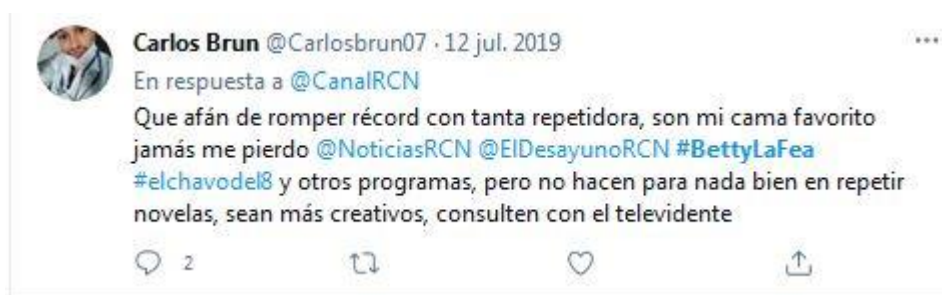 Carlos Brun @Carlosbrun07 · 12 jul. 2019
En respuesta a @CanalRCN
Que afán de romper récord con tanta repetidora, son mi cama favorito
jamás me pierdo @NoticiasRCN @ElDesayunoRCN #BettyLaFea
#elchavodel8 y otros programas, pero no hacen para nada bien en repetir
novelas, sean más creativos, consulten con el televidente
2